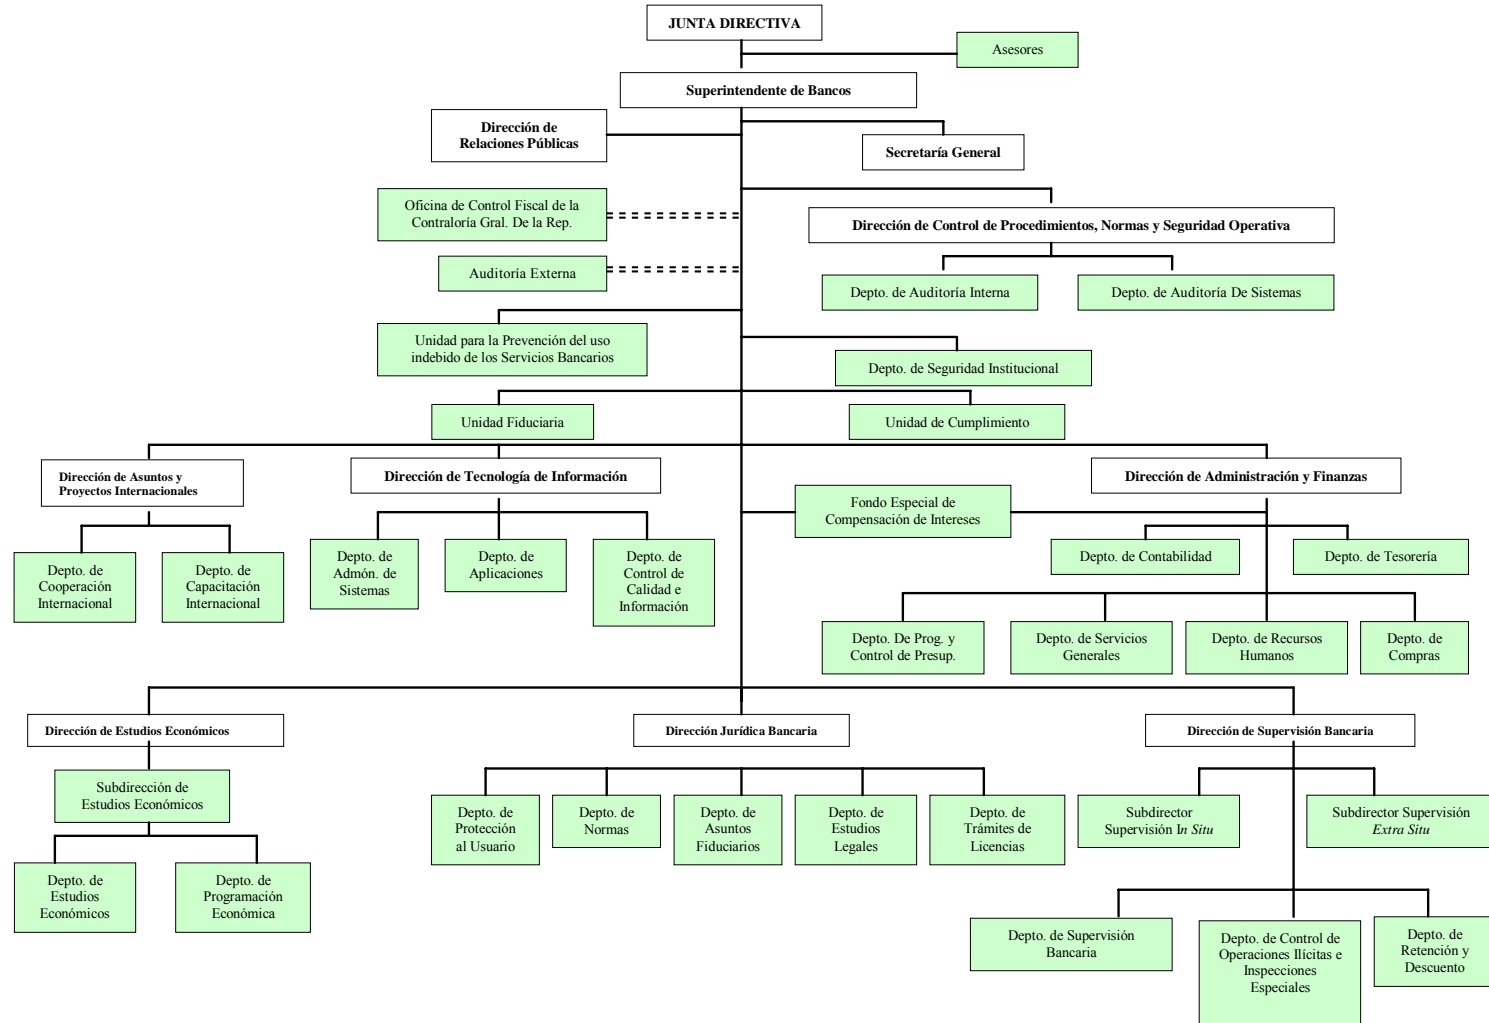 JUNTA DIRECTIVA
Asesores
Superintendente de Bancos
Dirección de
Relaciones Públicas
Secretaría General
Oficina de Control Fiscal de la
Contraloría Gral. De la Rep.
Dirección de Control de Procedimientos, Normas y Seguridad Operativa
Auditoría Externa
Depto. de Auditoría Interna
Depto. de Auditoría De Sistemas
Unidad para la Prevención del uso
indebido de los Servicios Bancarios
Depto. de Seguridad Institucional
Unidad Fiduciaria
Unidad de Cumplimiento
Dirección de Asuntos y
Proyectos Internacionales
Dirección de Tecnología de Información
Dirección de Administración y Finanzas
Fondo Especial de
Compensación de Intereses
Depto. de
Cooperación
Internacional
Depto. de
Capacitación
Internacional
Depto. de
Admón. de
Sistemas
Depto. de
Aplicaciones
Depto. de
Control de
Calidad e
Información
Depto. de Contabilidad
Depto. de Tesorería
Depto. De Prog. y
Control de Presup.
Depto. de Servicios
Generales
Depto. de Recursos
Humanos
Depto. de
Compras
Dirección de Estudios Económicos
Dirección Jurídica Bancaria
Dirección de Supervisión Bancaria
Subdirección de
Estudios Económicos
Depto. de
Protección
al Usuario
Depto. de
Normas
Depto. de
Asuntos
Fiduciarios
Depto. de
Estudios
Legales
Depto. de
Trámites de
Licencias
Subdirector
Supervisión In Situ
Subdirector Supervisión
Extra Situ
Depto. de
Estudios
Económicos
Depto. de
Programación
Económica
Depto. de Supervisión
Bancaria
Depto. de Control de
Operaciones Ilícitas e
Inspecciones
Especiales
Depto. de
Retención y
Descuento